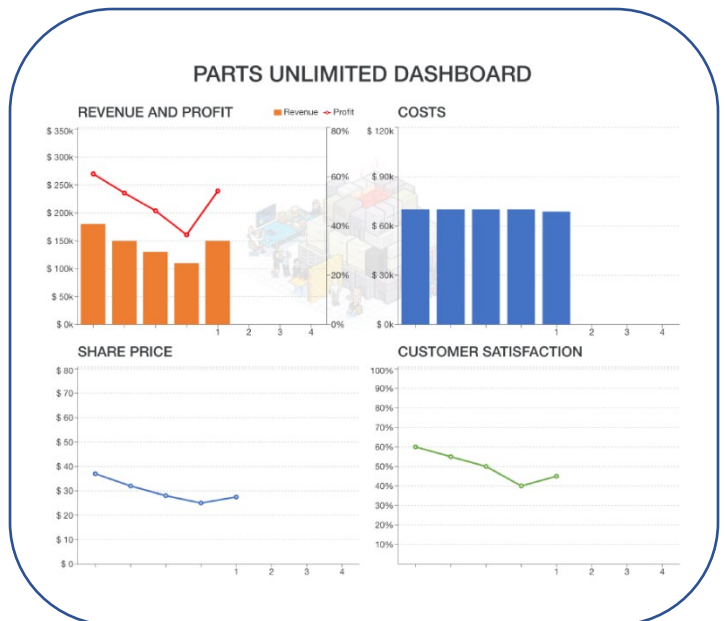 PARTS UNLIMITED DASHBOARD
REVENUE AND PROFIT
Revenue Profit
$ 350k
$ 300k
$ 250k
$ 200k
$ 150k
$ 100k
$ 50k
$ 0k
80%
60%
40%
20%
0%
1 2 3 4
COSTS
$ 120k
$ 90k
$ 60k
$ 30k
$ 0k
1 2 3 4
SHARE PRICE
$ 80
$ 70
$ 60
$ 50
$ 40
$ 30
$ 20
$ 10
$ 0
1 2 3 4
CUSTOMER SATISFACTION
100%
90%
80%
70%
60%
50%
40%
30%
20%
10%
1 2 3 4